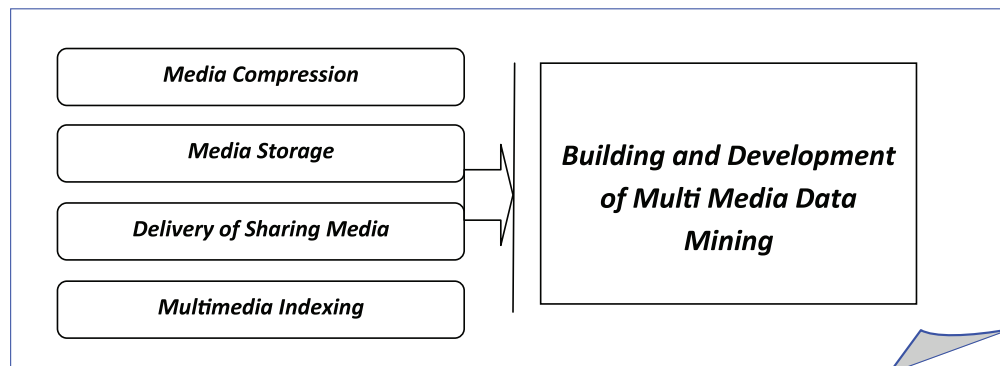 Media Compression
Media Storage
Delivery of Sharing Media
Multimedia Indexing
Building and Development
of Multi Media Data
Mining